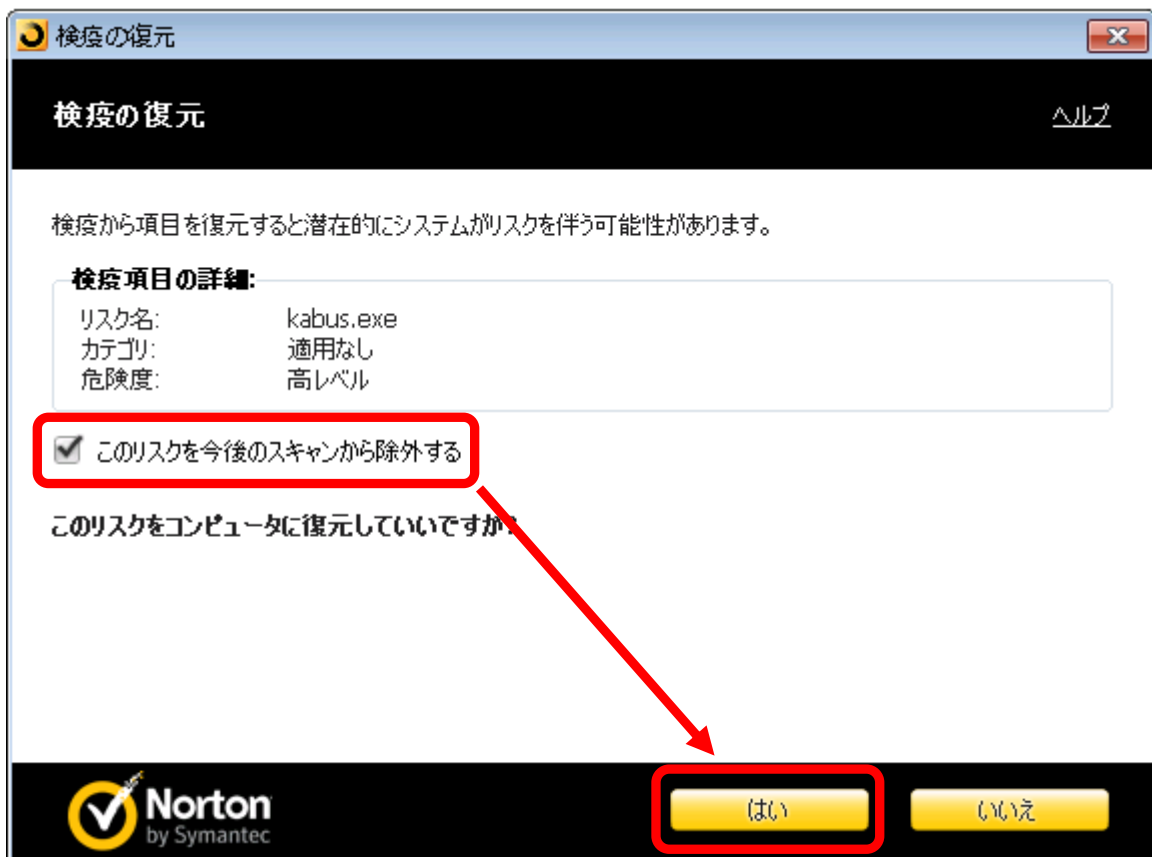 検疫の復元
検疫の復元
ヘルプ
検疫から項目を復元すると潜在的にシステムがリスクを伴う可能性があります。
検疫項目の詳細:
リスク名: kabus.exe
カテゴリ: 適用なし
危険度: 高レベル
このリスクを今後のスキャンから除外する
このリスクをコンピュータに復元していいですか?
Norton
by Symantec
はい
いいえ